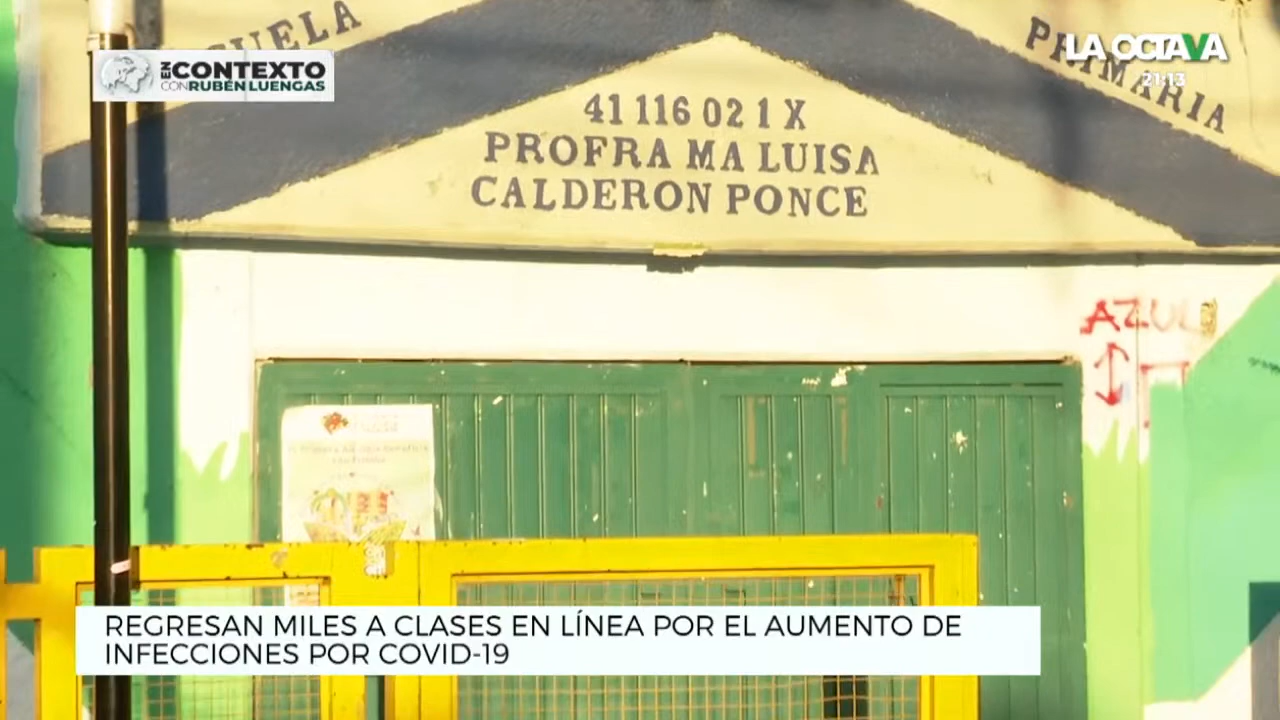 ESCUELA
PRIMARIA
LA OCTAVA
21:13
EN CONTEXTO
CON RUBÉN LUENGAS
41 116 02 1 X
PROFRA MA LUISA
CALDERON PONCE
AZUL
REGRESAN MILES A CLASES EN LÍNEA POR EL AUMENTO DE
INFECCIONES POR COVID-19